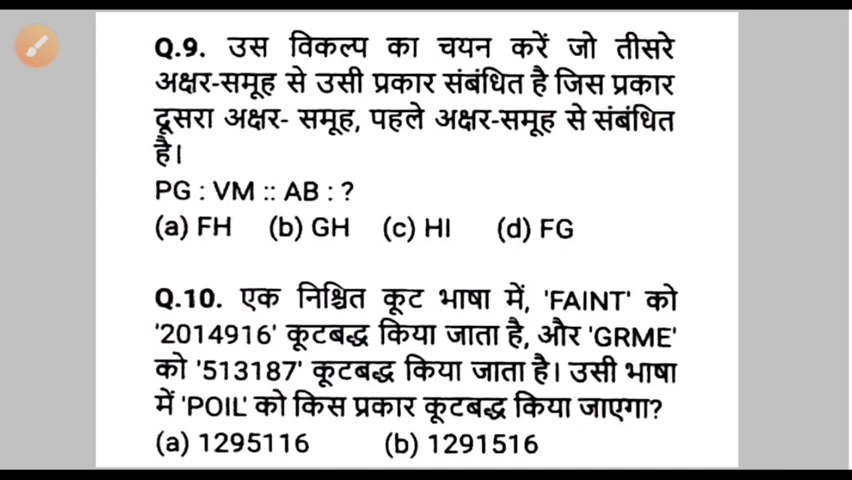 Q.9. उस विकल्प का चयन करें जो तीसरे
अक्षर-समूह से उसी प्रकार संबंधित है जिस प्रकार
दूसरा अक्षर- समूह, पहले अक्षर-समूह से संबंधित
है।
PG : VM :: AB : ?
(a) FH (b) GH (c) HI (d) FG
Q.10. एक निश्चित कूट भाषा में, 'FAINT' को
'2014916' कूटबद्ध किया जाता है, और 'GRME'
को '513187' कूटबद्ध किया जाता है। उसी भाषा
में 'POIL' को किस प्रकार कूटबद्ध किया जाएगा?
(a) 1295116 (b) 1291516